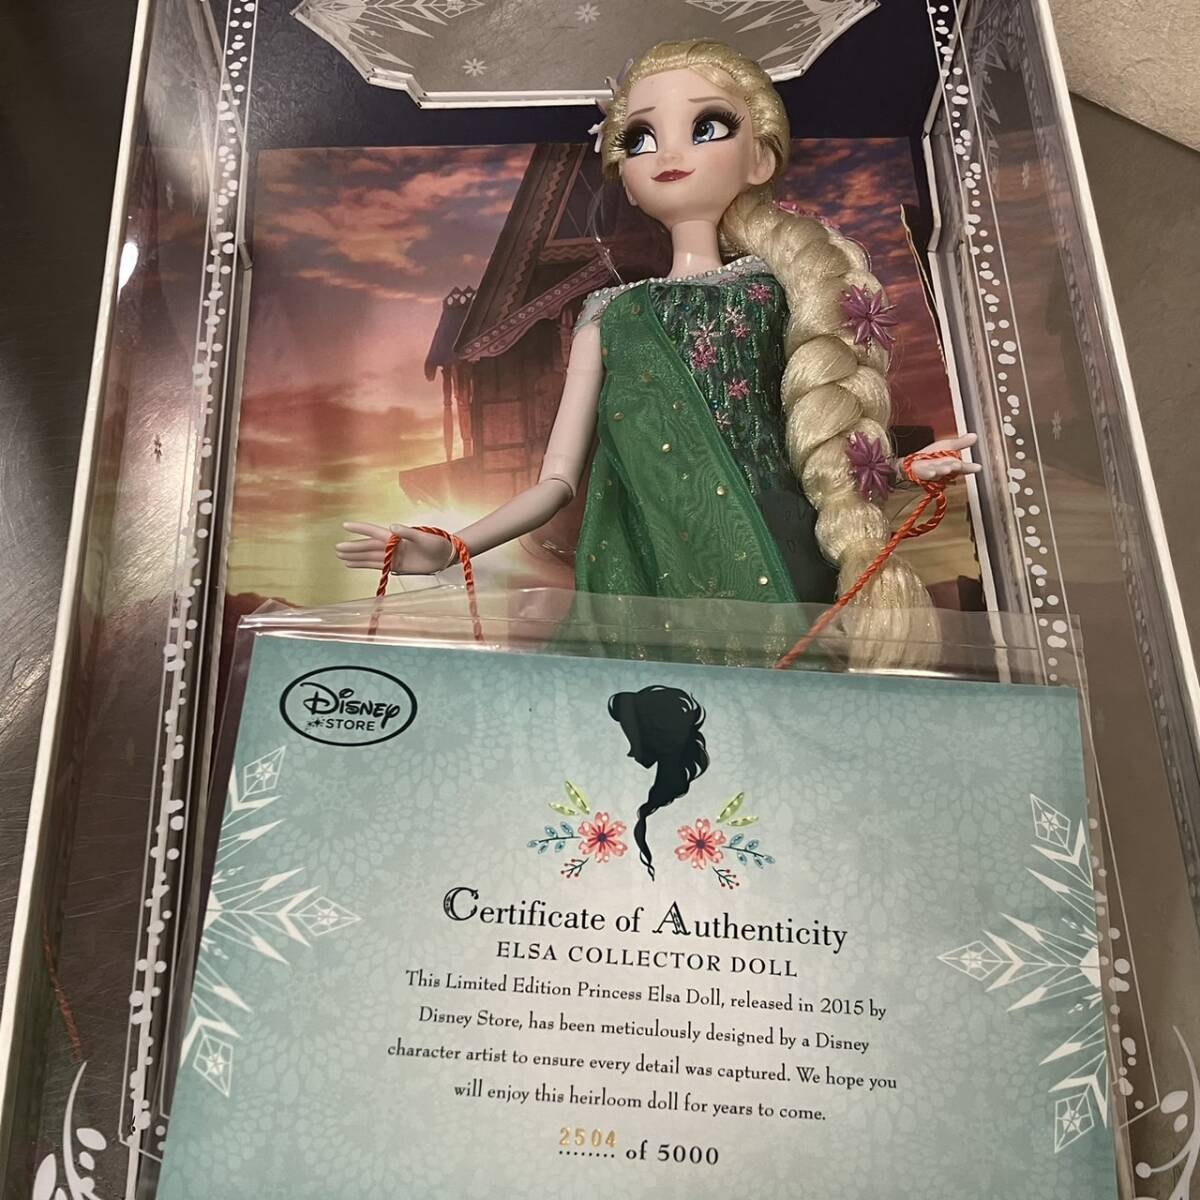 Disney
STORE
Certificate of Authenticity
ELSA COLLECTOR DOLL
This Limited Edition Princess Elsa Doll, released in 2015 by
Disney Store, has been meticulously designed by a Disney
character artist to ensure every detail was captured. We hope you
will enjoy this heirloom doll for years to come.
2504 of 5000